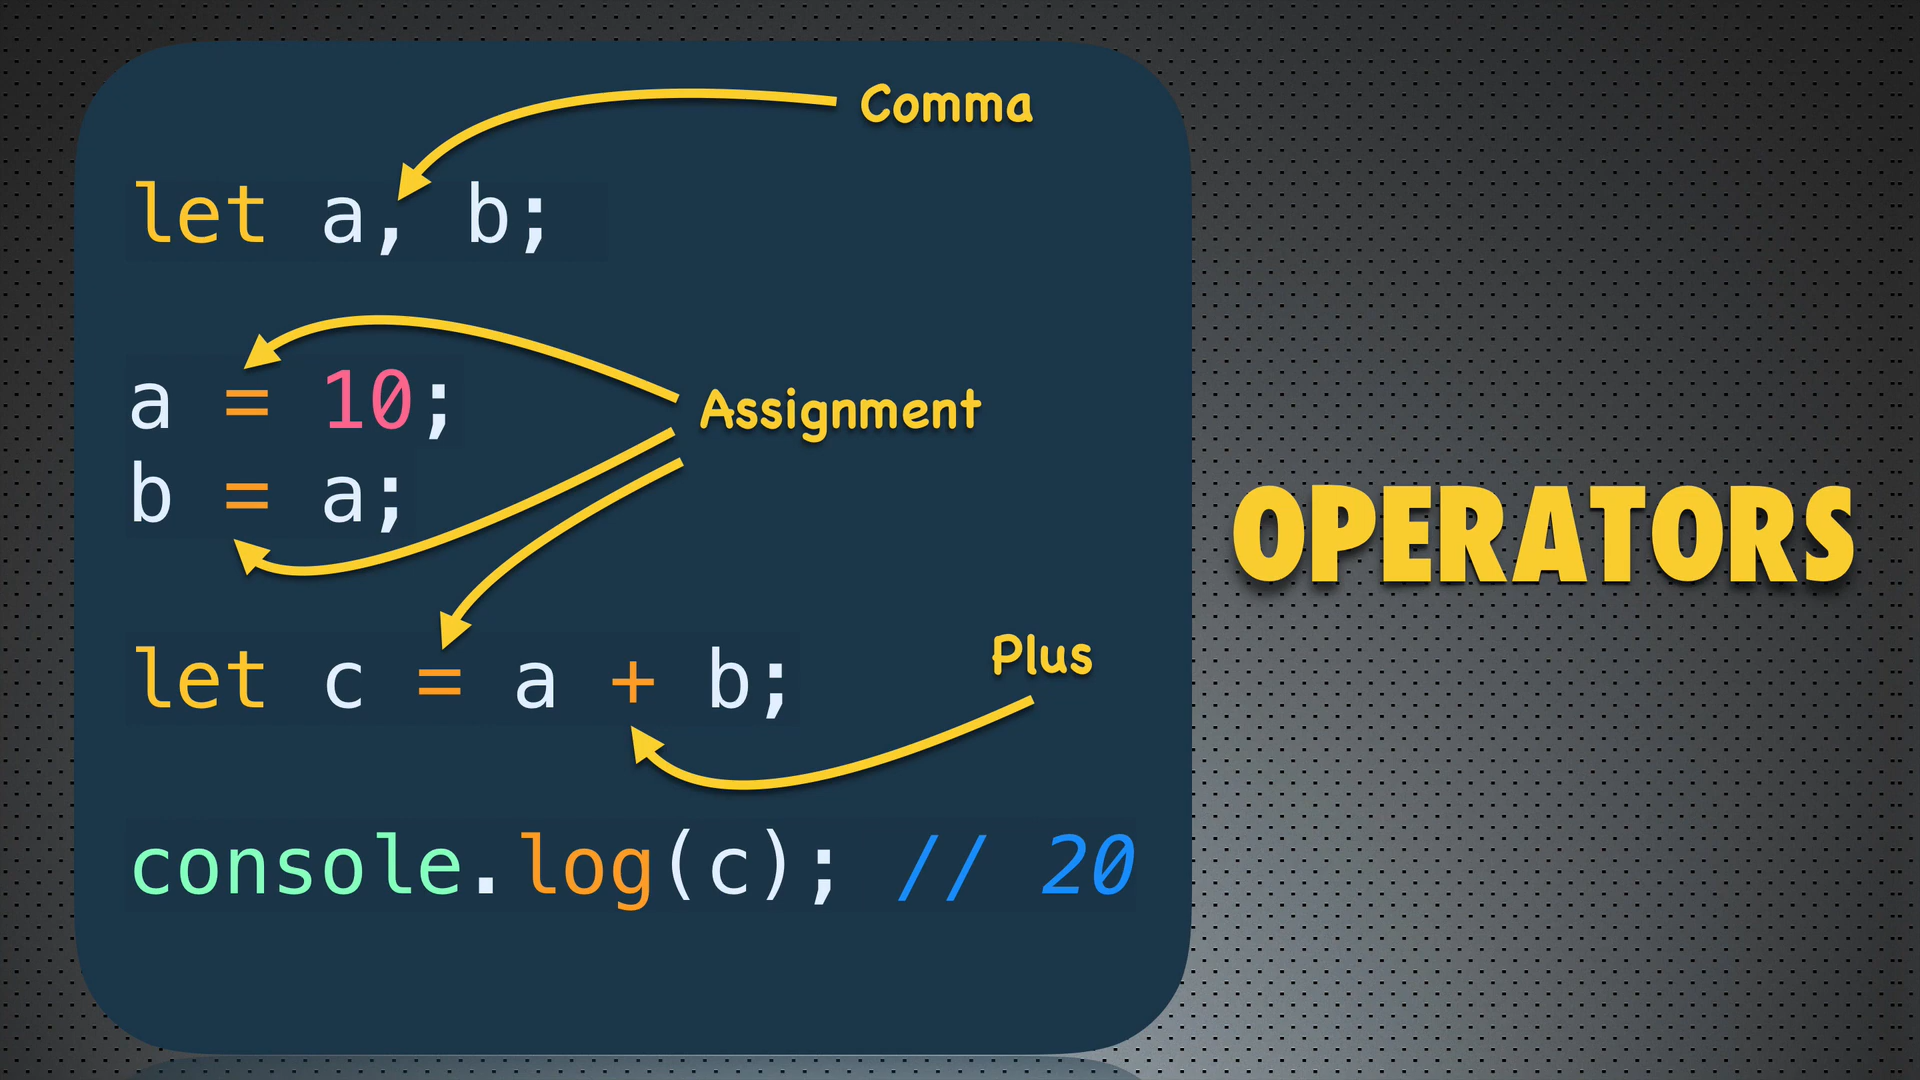 Comma
let a, b;
a = 10;
Assignment
b = a;
OPERATORS
Plus
let c = a + b;
console.log(c); // 20